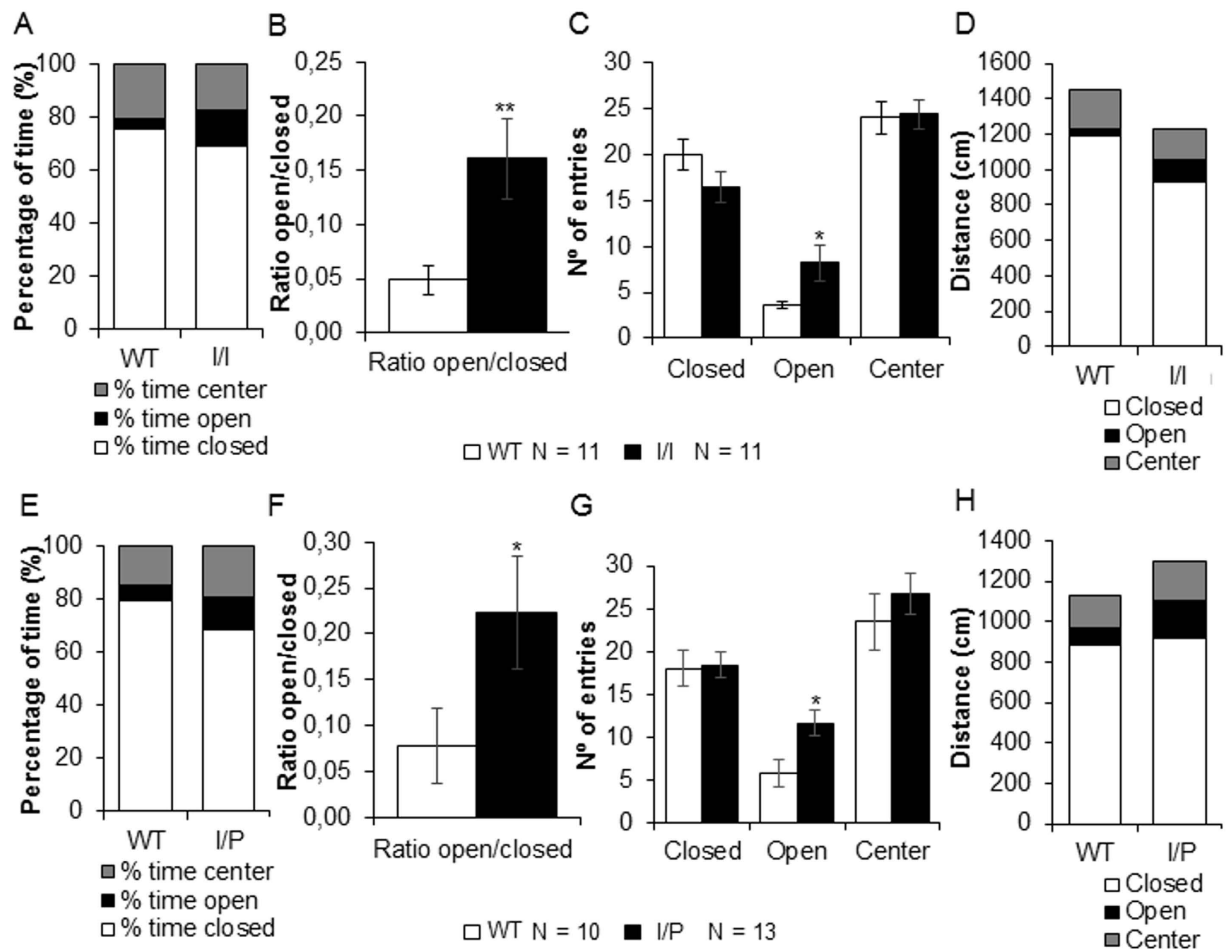 A
Percentage of time (%)
100
80
60
40
20
0
WT I/I
% time center
% time open
% time closed
B
Ratio open/closed
0,25
**
0,20
0,15
0,10
0,05
0,00
Ratio open/closed
C
Nº of entries
30
25
20
15
10
5
0
*
Closed Open Center
D
Distance (cm)
1600
1400
1200
1000
800
600
400
200
0
WT I/I
Closed
Open
Center
WT N = 11 I/I N = 11
E
Percentage of time (%)
100
80
60
40
20
0
WT I/P
% time center
% time open
% time closed
F
Ratio open/closed
0,30
*
0,25
0,20
0,15
0,10
0,05
0,00
Ratio open/closed
G
Nº of entries
30
25
20
15
10
5
0
*
Closed Open Center
H
Distance (cm)
1400
1200
1000
800
600
400
200
0
WT I/P
Closed
Open
Center
WT N = 10 I/P N = 13